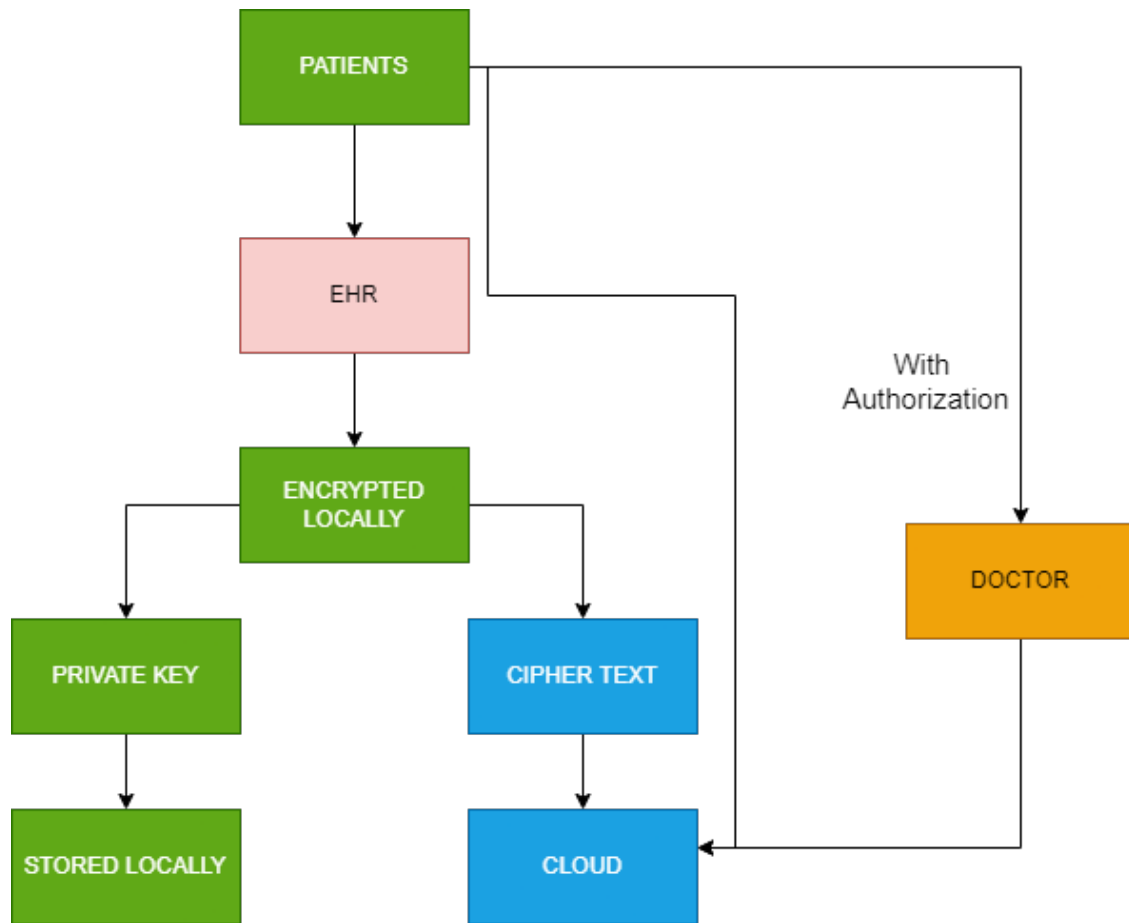 PATIENTS
EHR
With
Authorization
ENCRYPTED
LOCALLY
DOCTOR
PRIVATE KEY
CIPHER TEXT
STORED LOCALLY
CLOUD